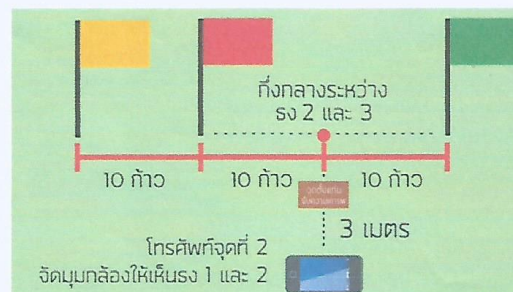 กึ่งกลางระหว่าง
ธง 2 และ 3
10 ก้าว
10 ก้าว
10 ก้าว
3 เมตร
โทรศัพท์จุดที่ 2
จัดมุมกล้องให้เห็นธง 1 และ 2